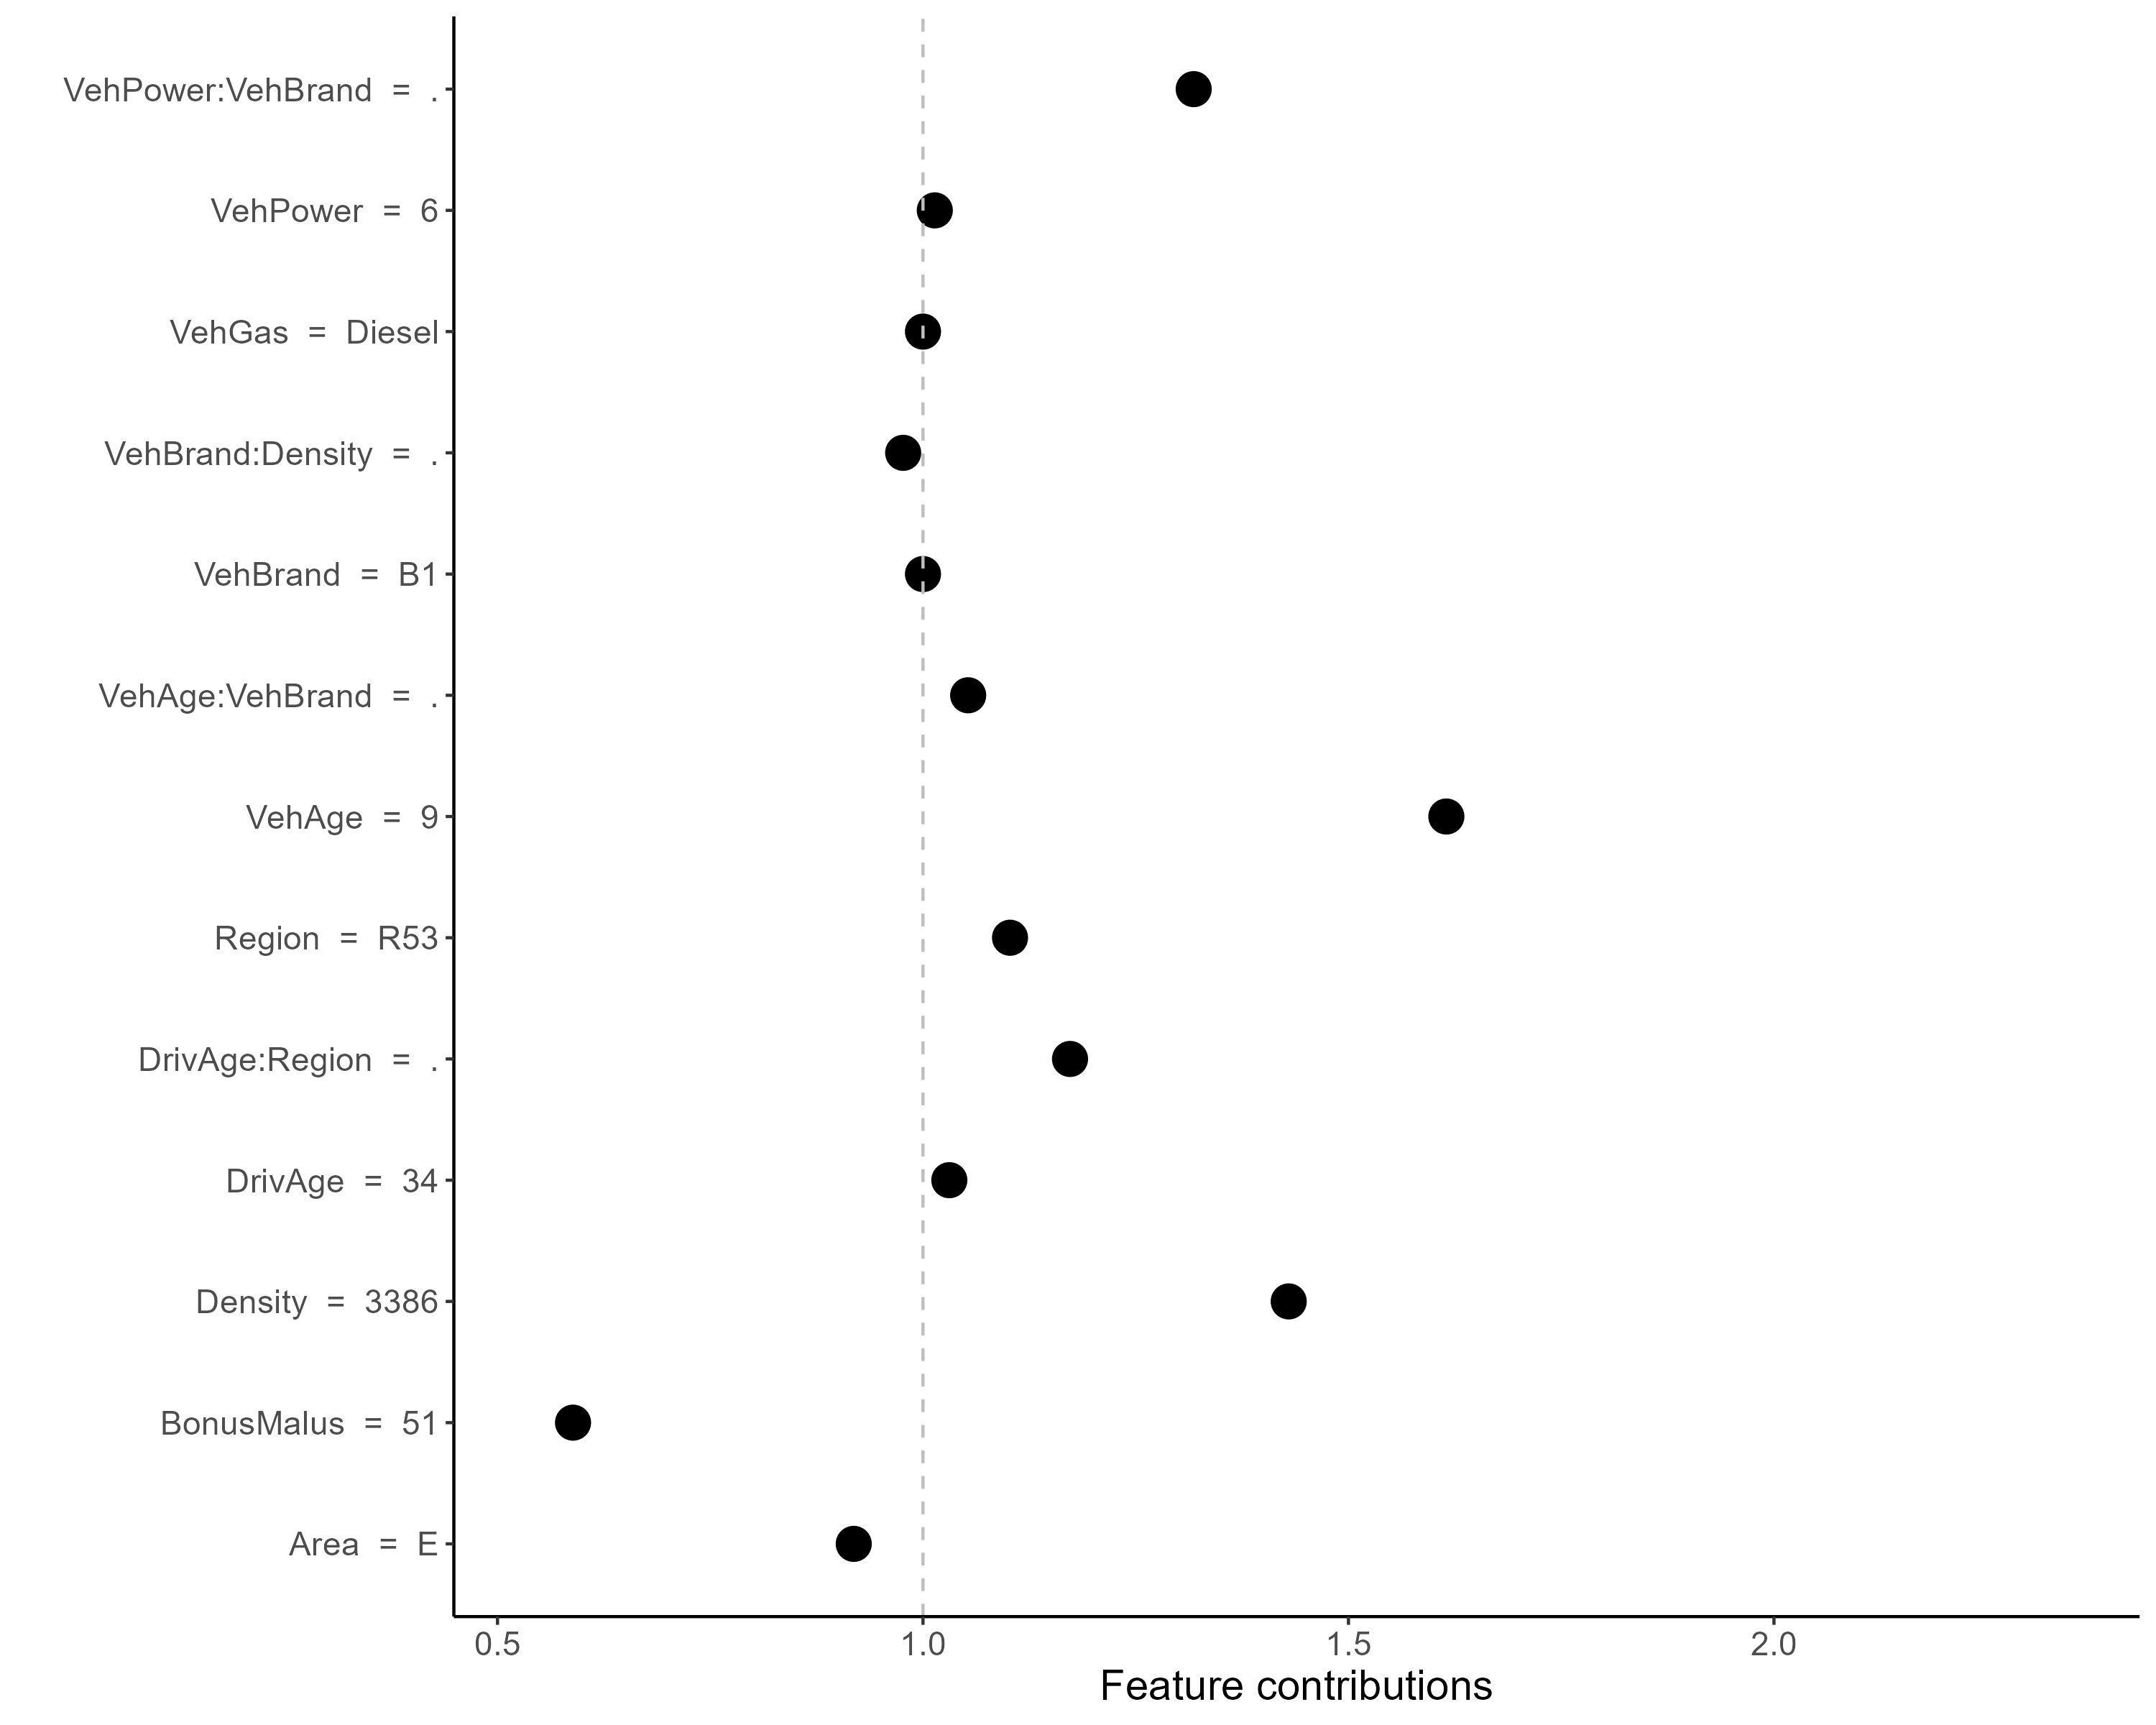 VehPower:VehBrand = .
VehPower = 6
VehGas = Diesel
VehBrand:Density = .
VehBrand = B1
VehAge:VehBrand = .
VehAge = 9
Region = R53
DrivAge:Region = .
DrivAge = 34
Density = 3386
BonusMalus = 51
Area = E
0.5 1.0 1.5 2.0
Feature contributions